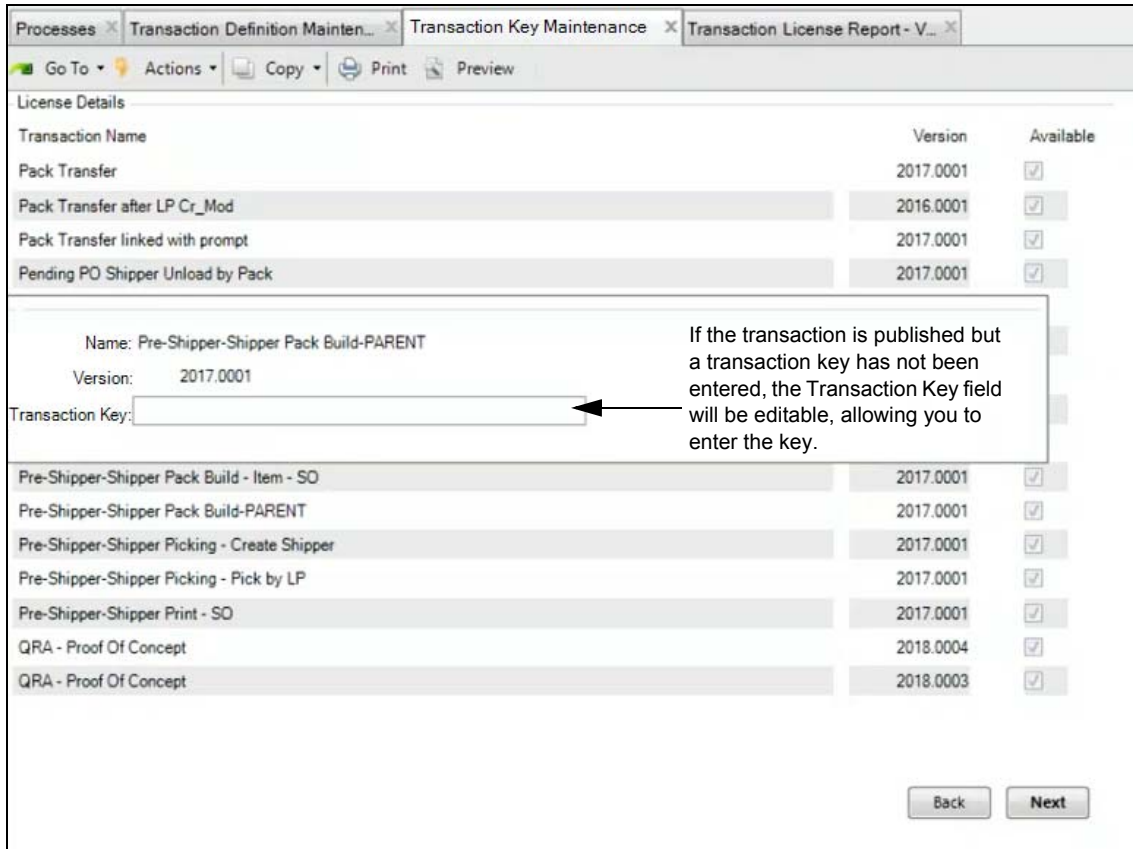 Processes Transaction Definition Mainten... Transaction Key Maintenance Transaction License Report - V...
Go To Actions Copy Print Preview
License Details
Transaction Name Version Available
Pack Transfer 2017.0001
Pack Transfer after LP Cr_Mod 2016.0001
Pack Transfer linked with prompt 2017.0001
Pending PO Shipper Unload by Pack 2017.0001
Name: Pre-Shipper-Shipper Pack Build-PARENT
Version: 2017.0001
Transaction Key:
If the transaction is published but
a transaction key has not been
entered, the Transaction Key field
will be editable, allowing you to
enter the key.
Pre-Shipper-Shipper Pack Build - Item - SO 2017.0001
Pre-Shipper-Shipper Pack Build-PARENT 2017.0001
Pre-Shipper-Shipper Picking - Create Shipper 2017.0001
Pre-Shipper-Shipper Picking - Pick by LP 2017.0001
Pre-Shipper-Shipper Print - SO 2017.0001
QRA - Proof Of Concept 2018.0004
QRA - Proof Of Concept 2018.0003
Back Next